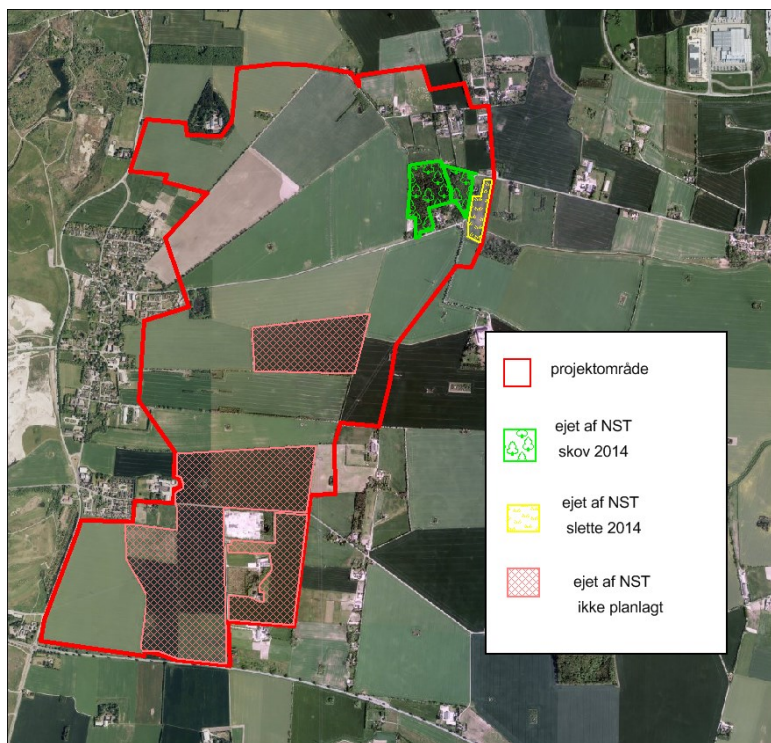 projektområde
ejet af NST
skov 2014
ejet af NST
slette 2014
ejet af NST
ikke planlagt